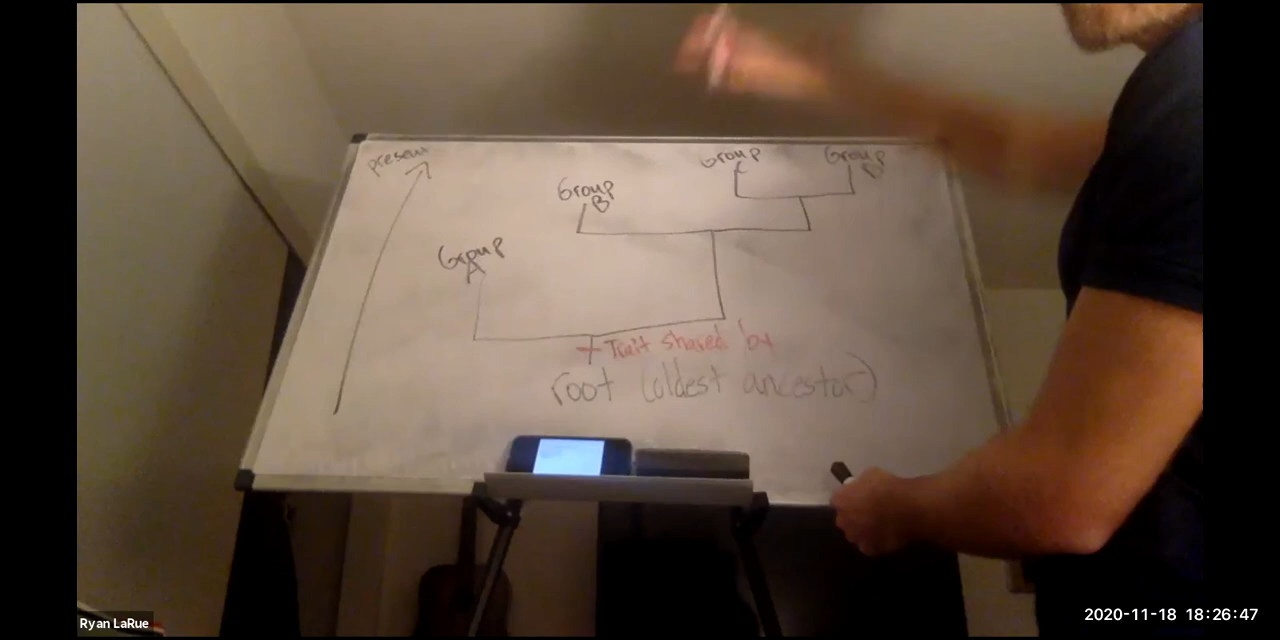 present
Group
C
Group
D
Group
B
Group
A
+ Trait shared by
root (oldest ancestor)
Ryan LaRue
2020-11-18 18:26:47